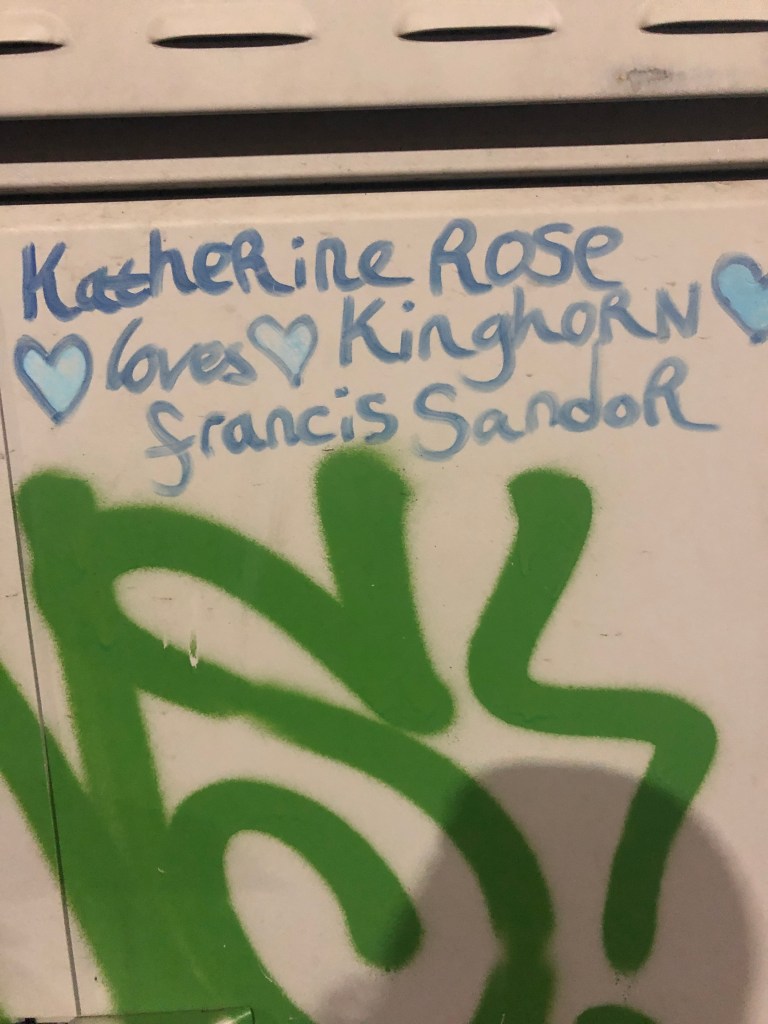 KatheRine Rose
loves KinghoRN
francis SandoR